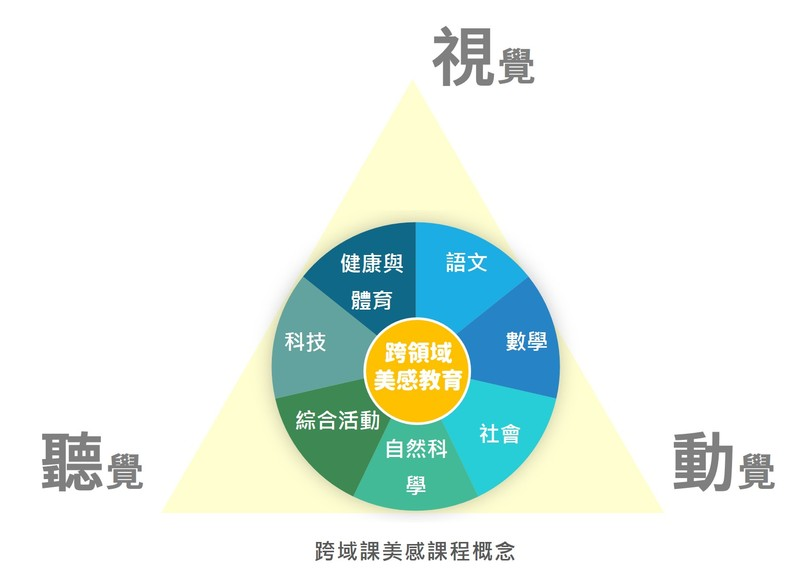 視覺
健康與
體育
語文
科技
數學
跨領域
美感教育
綜合活動
社會
自然科
學
聽覺
動覺
跨域課美感課程概念